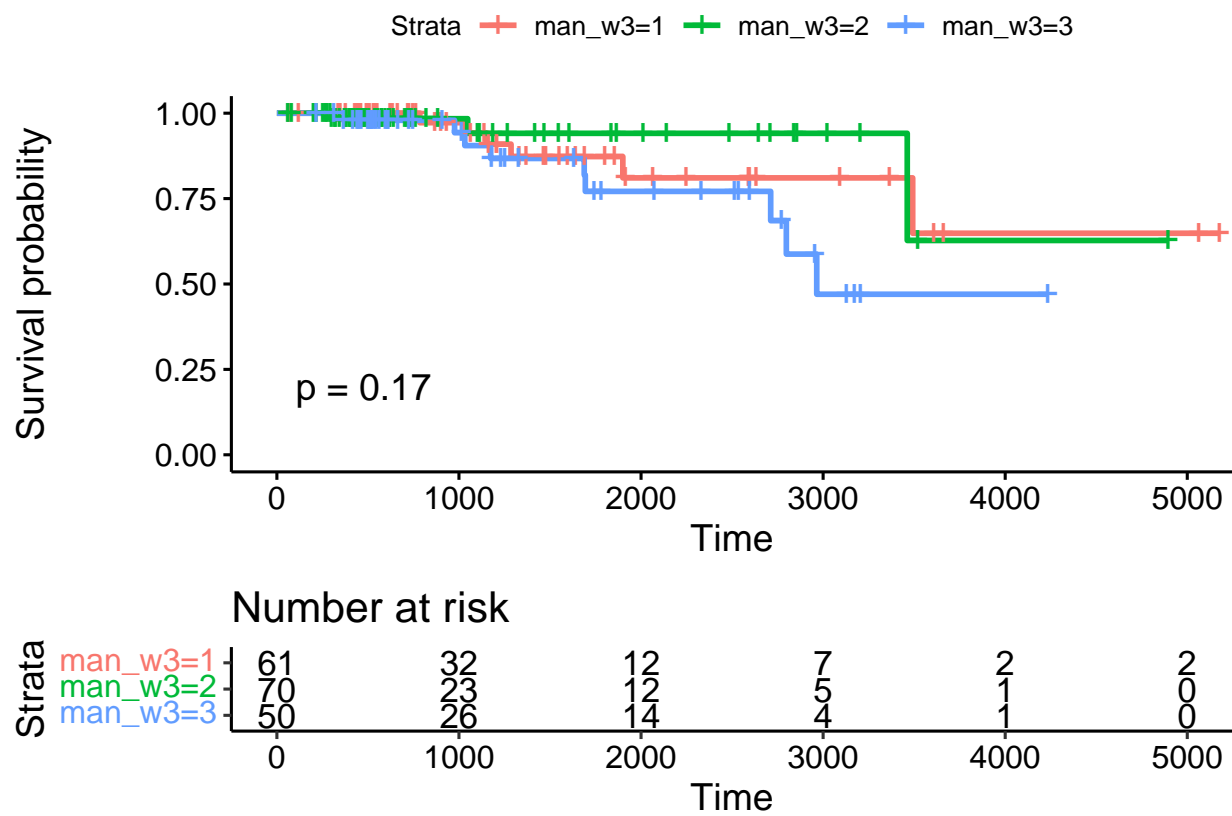 Strata man_w3=1 man_w3=2 man_w3=3
Survival probability
1.00
0.75
0.50
0.25
0.00
p = 0.17
0 1000 2000 3000 4000 5000
Time
Number at risk
Strata
man_w3=1 61 32 12 7 2 2
man_w3=2 70 23 12 5 1 0
man_w3=3 50 26 14 4 1 0
0 1000 2000 3000 4000 5000
Time